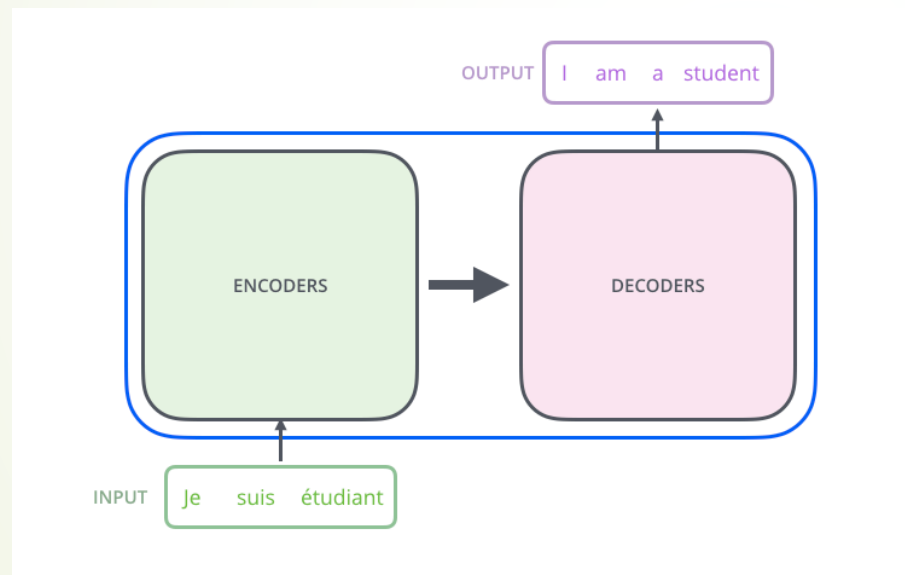 OUTPUT I am a student
ENCODERS DECODERS
INPUT Je suis étudiant